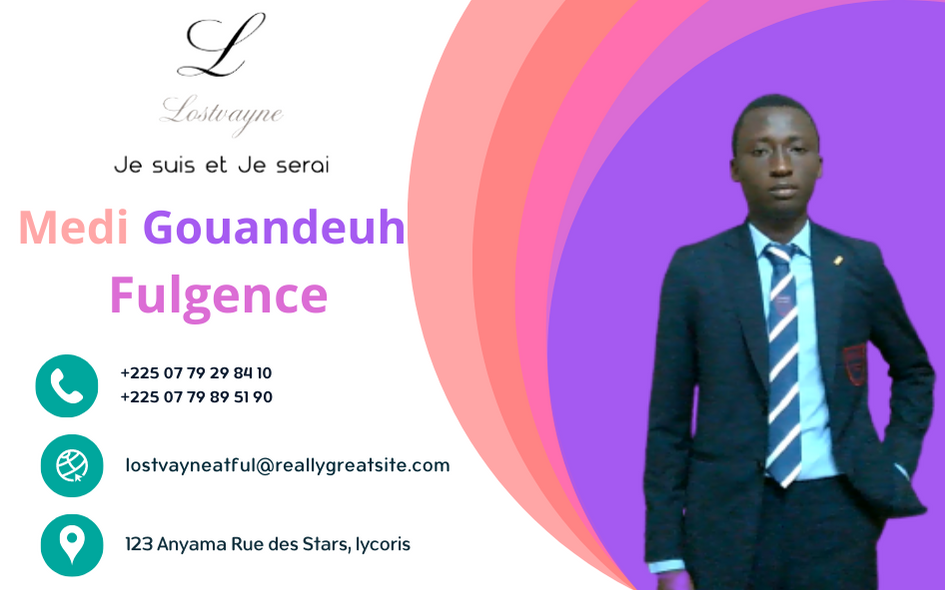 L
Lostvayne
Je suis et Je serai
Medi Gouandeuh
Fulgence
+225 07 79 29 84 10
+225 07 79 89 51 90
lostvayneatful@reallygreatsite.com
123 Anyama Rue des Stars, lycoris